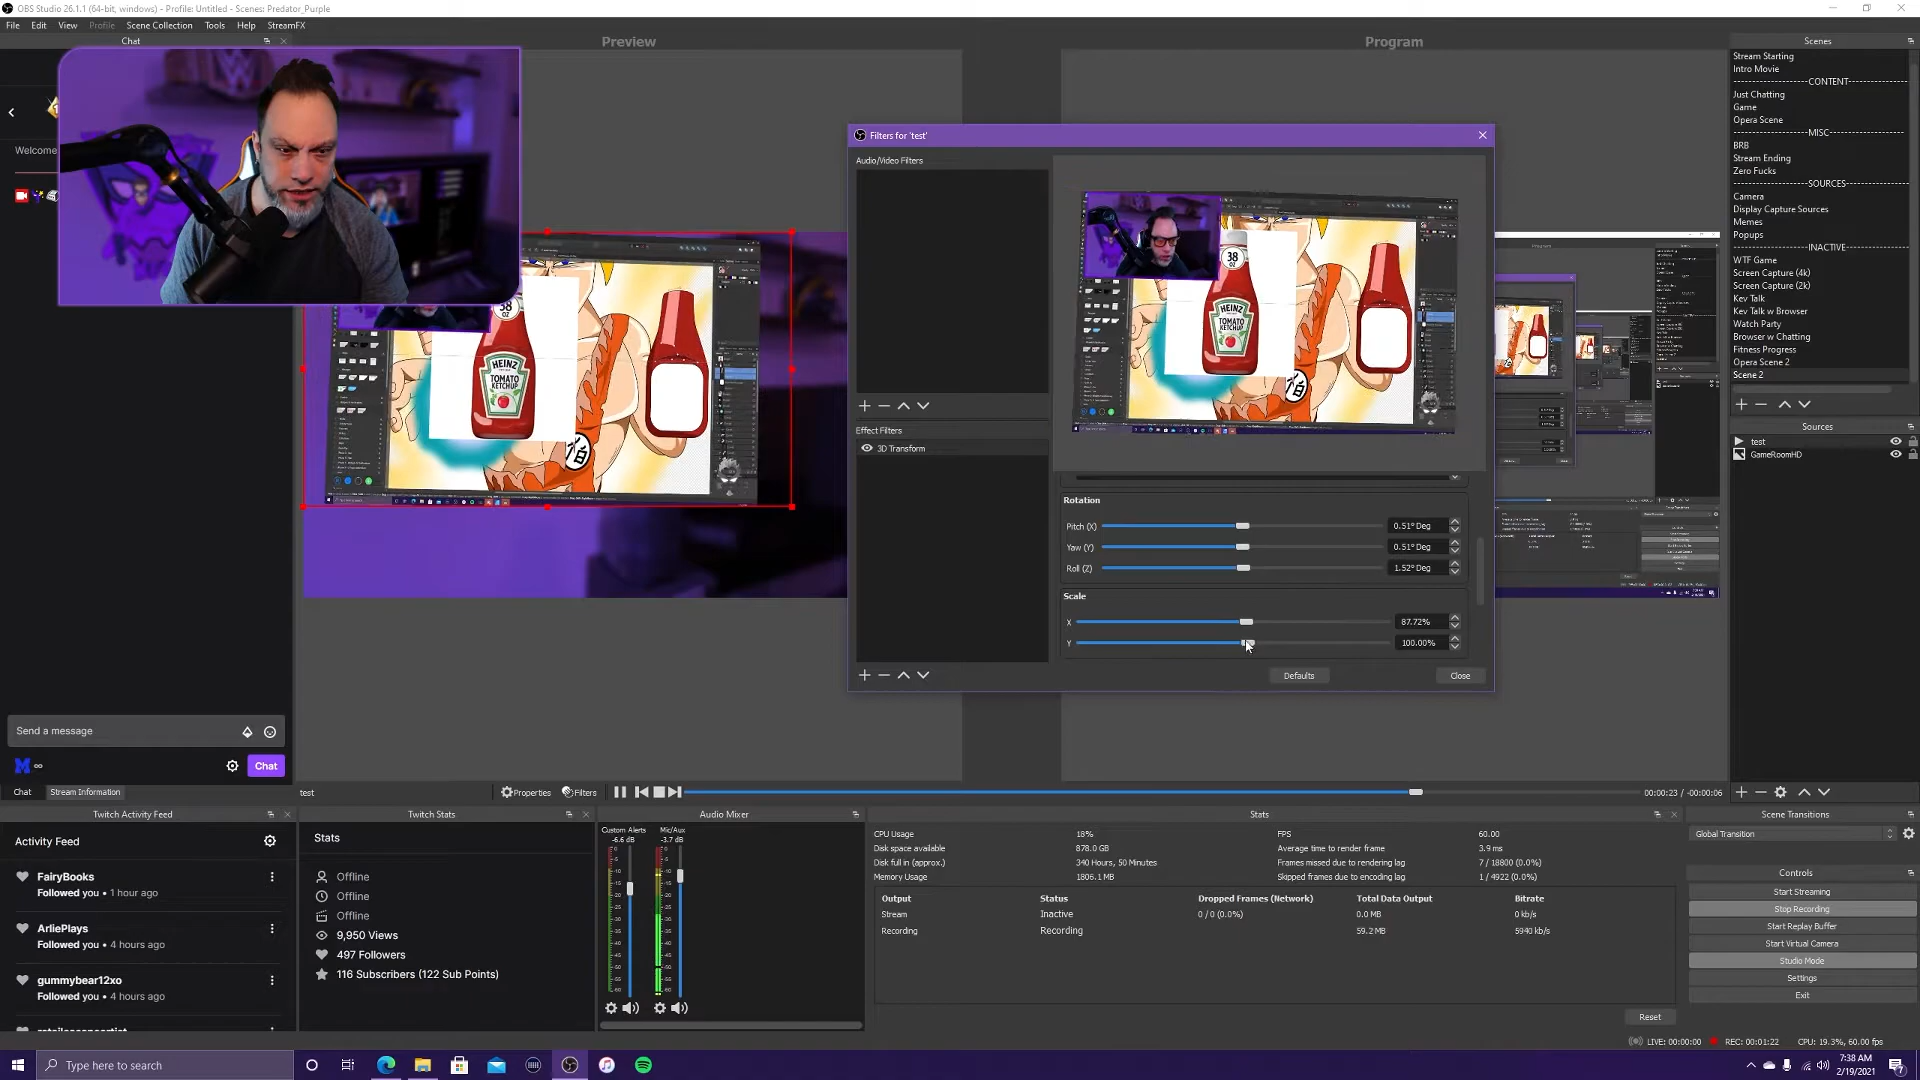 OBS Studio 26.1.1 (64-bit, windows) - Profile: Untitled - Scenes: Predator_Purple
File Edit View Profile Scene Collection Tools Help StreamFX
Chat
Welcome
Send a message
Chat
Chat Stream Information
Preview
Program
HEINZ
TOMATO
KETCHUP
38
OZ
Filters for 'test'
Audio/Video Filters
Effect Filters
3D Transform
38
OZ
HEINZ
TOMATO
KETCHUP
Rotation
Pitch (X) 0.51° Deg
Yaw (Y) 0.51° Deg
Roll (Z) 1.52° Deg
Scale
X 87.72%
Y 100.00%
Defaults
Close
Scenes
Stream Starting
Intro Movie
CONTENT
Just Chatting
Game
Opera Scene
MISC
BRB
Stream Ending
Zero Fucks
SOURCES
Camera
Display Capture Sources
Memes
Popups
INACTIVE
WTF Game
Screen Capture (4k)
Screen Capture (2k)
Kev Talk
Kev Talk w Browser
Watch Party
Browser w Chatting
Fitness Progress
Opera Scene 2
Scene 2
Sources
test
GameRoomHD
test
Properties
Filters
00:00:23 / -00:00:06
Twitch Activity Feed
Activity Feed
FairyBooks
Followed you • 1 hour ago
ArliePlays
Followed you • 4 hours ago
gummybear12xo
Followed you • 4 hours ago
Twitch Stats
Stats
Offline
Offline
Offline
9,950 Views
497 Followers
116 Subscribers (122 Sub Points)
Audio Mixer
Custom Alerts Mic/Aux
-6.6 dB -3.7 dB
Stats
CPU Usage 18% FPS 60.00
Disk space available 878.0 GB Average time to render frame 3.9 ms
Disk full in (approx.) 340 Hours, 50 Minutes Frames missed due to rendering lag 7 / 18800 (0.0%)
Memory Usage 1806.1 MB Skipped frames due to encoding lag 1 / 4922 (0.0%)
Output Status Dropped Frames (Network) Total Data Output Bitrate
Stream Inactive 0 / 0 (0.0%) 0.0 MB 0 kb/s
Recording Recording 59.2 MB 5940 kb/s
Reset
Scene Transitions
Global Transition
Controls
Start Streaming
Stop Recording
Start Replay Buffer
Start Virtual Camera
Studio Mode
Settings
Exit
LIVE: 00:00:00 REC: 00:01:22 CPU: 19.3%, 60.00 fps
Type here to search
7:38 AM
2/19/2021